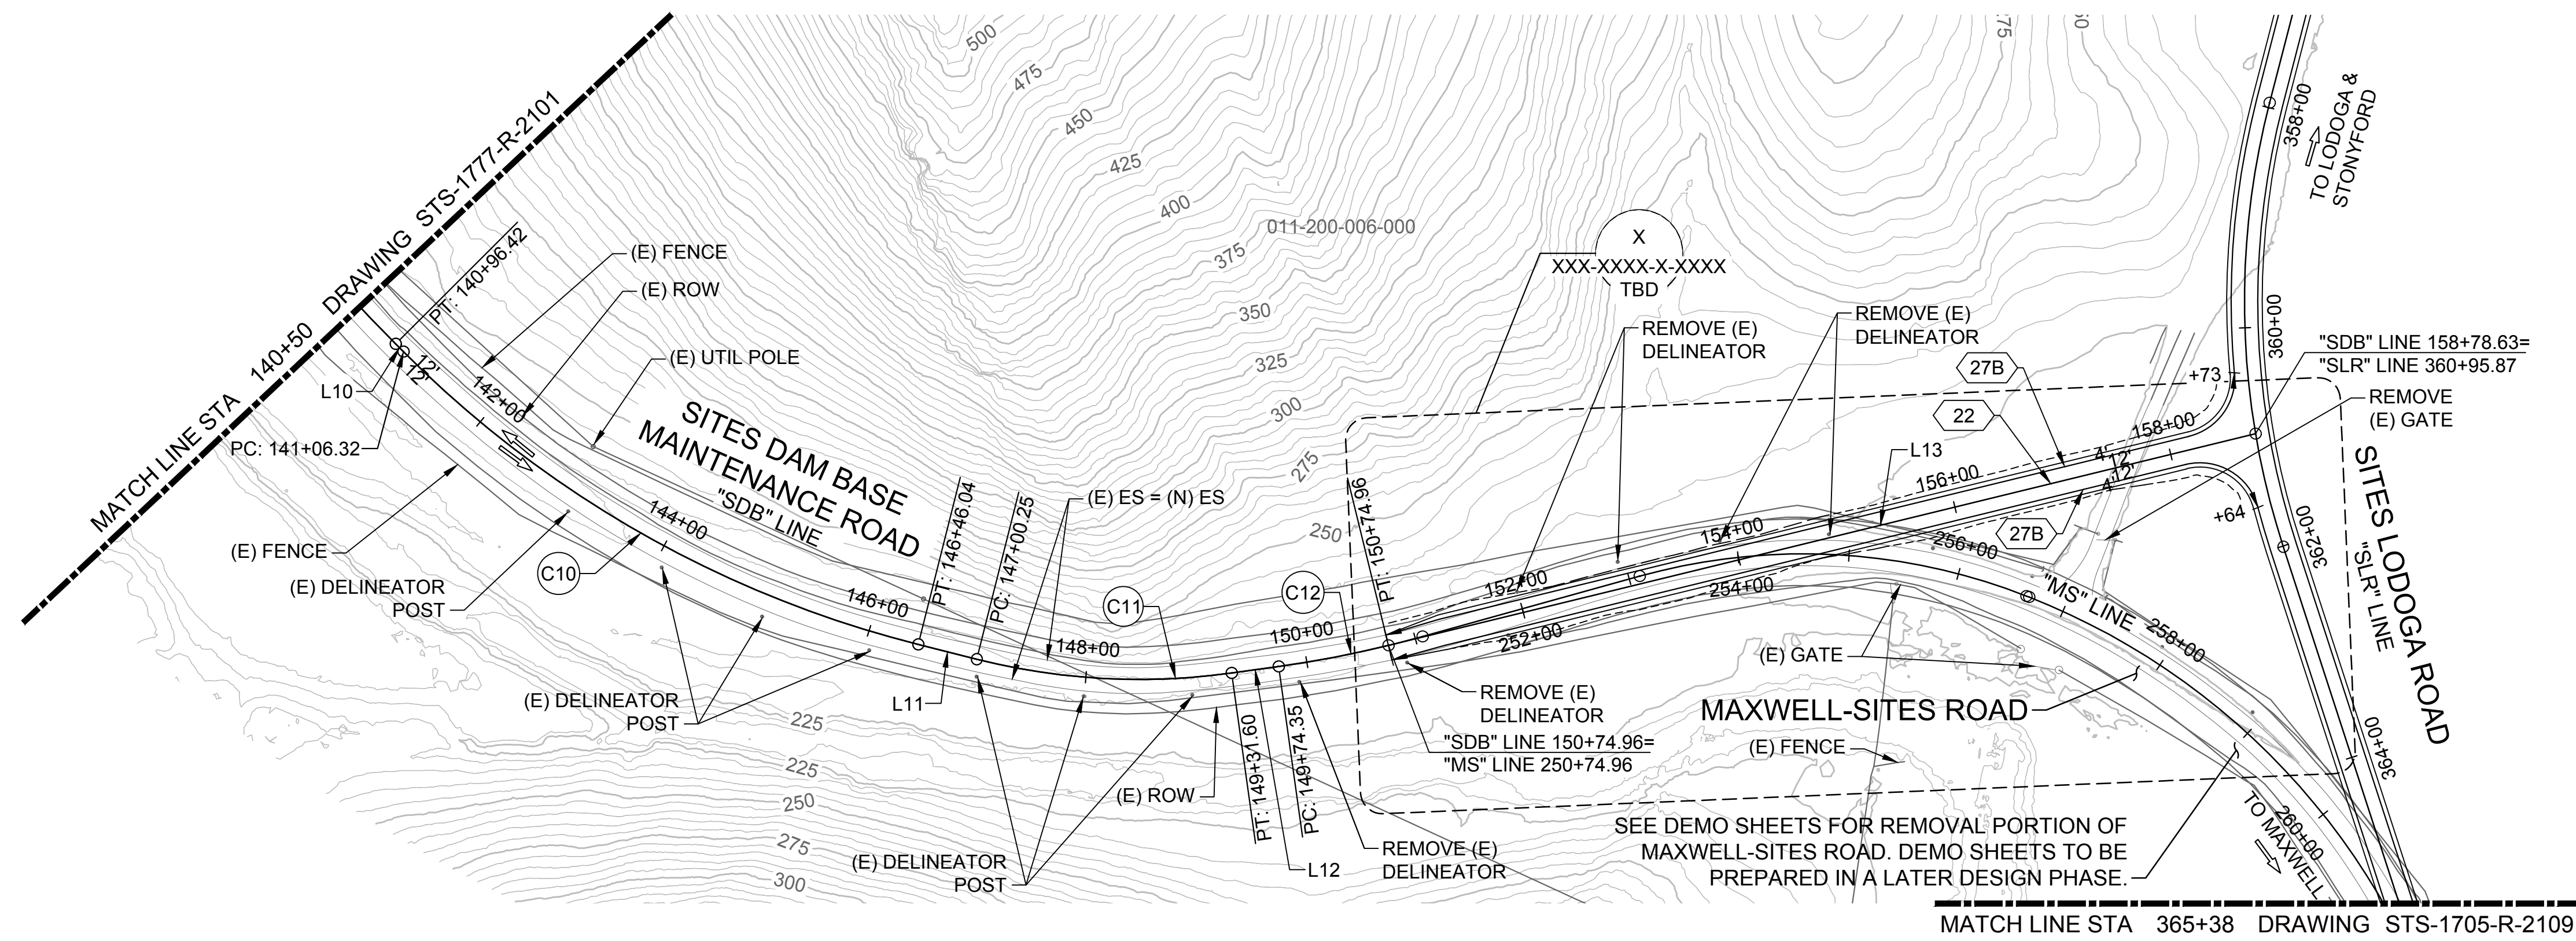 MATCH LINE STA 140+50 DRAWING STS-1777-R-2101
PT: 140+96.42
(E) FENCE
(E) ROW
(E) UTIL POLE
12'
12'
L10
PC: 141+06.32
142+00
SITES DAM BASE
MAINTENANCE ROAD
"SDB" LINE
(E) FENCE
(E) DELINEATOR
POST
C10
144+00
146+00
PT: 146+46.04
PC: 147+00.25
(E) ES = (N) ES
(E) DELINEATOR
POST
L11
148+00
C11
150+00
C12
(E) DELINEATOR
POST
(E) ROW
PT: 149+31.60
PC: 149+74.35
L12
REMOVE (E)
DELINEATOR
PT: 150+74.96
REMOVE (E)
DELINEATOR
"SDB" LINE 150+74.96=
"MS" LINE 250+74.96
500
475
450
425
400
375
350
325
300
275
250
225
225
250
275
300
75
50
011-200-006-000
X
XXX-XXXX-X-XXXX
TBD
REMOVE (E)
DELINEATOR
REMOVE (E)
DELINEATOR
152+00
154+00
156+00
158+00
252+00
254+00
256+00
258+00
260+00
27B
22
L13
27B
4'
12'
12'
4'
+73
+64
"SDB" LINE 158+78.63=
"SLR" LINE 360+95.87
REMOVE
(E) GATE
358+00
TO LODOGA &
STONYFORD
360+00
362+00
364+00
SITES LODOGA ROAD
"SLR" LINE
"MS" LINE
(E) GATE
MAXWELL-SITES ROAD
(E) FENCE
SEE DEMO SHEETS FOR REMOVAL PORTION OF
MAXWELL-SITES ROAD. DEMO SHEETS TO BE
PREPARED IN A LATER DESIGN PHASE.
TO MAXWELL
MATCH LINE STA 365+38 DRAWING STS-1705-R-2109